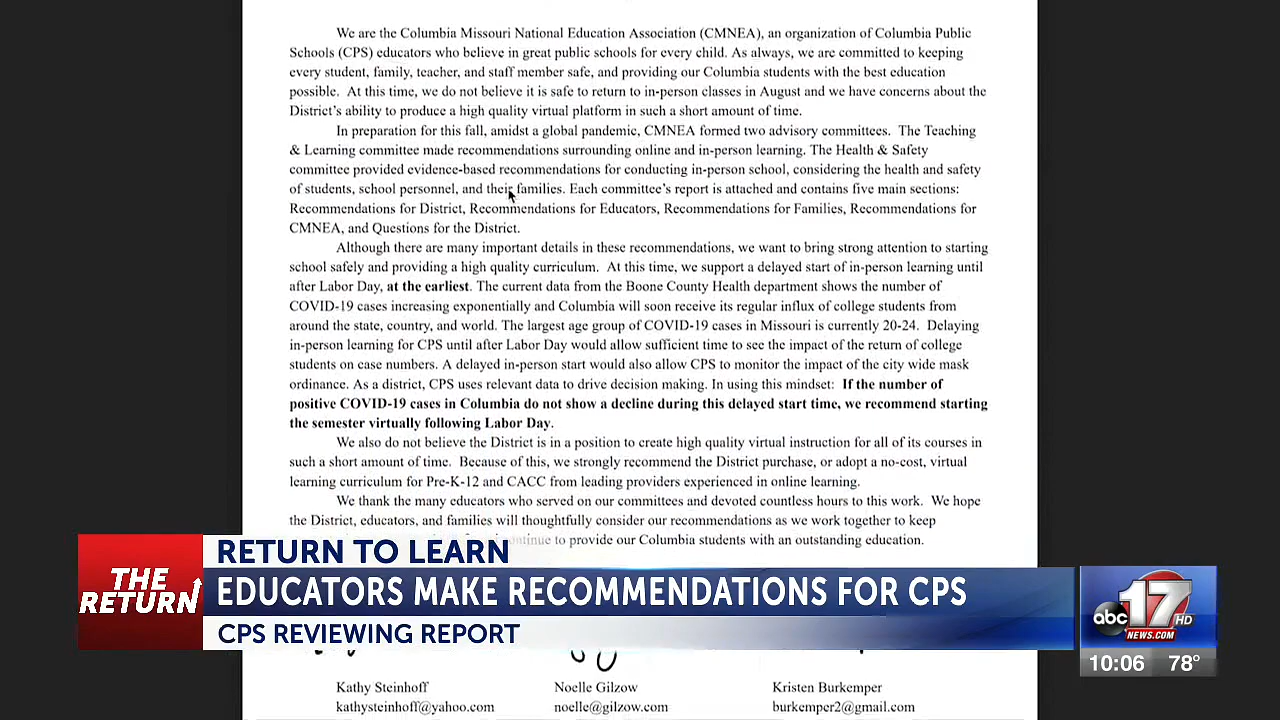 We are the Columbia Missouri National Education Association (CMNEA), an organization of Columbia Public
Schools (CPS) educators who believe in great public schools for every child. As always, we are committed to keeping
every student, family, teacher, and staff member safe, and providing our Columbia students with the best education
possible. At this time, we do not believe it is safe to return to in-person classes in August and we have concerns about the
District's ability to produce a high quality virtual platform in such a short amount of time.
In preparation for this fall, amidst a global pandemic, CMNEA formed two advisory committees. The Teaching
& Learning committee made recommendations surrounding online and in-person learning. The Health & Safety
committee provided evidence-based recommendations for conducting in-person school, considering the health and safety
of students, school personnel, and their families. Each committee's report is attached and contains five main sections:
Recommendations for District, Recommendations for Educators, Recommendations for Families, Recommendations for
CMNEA, and Questions for the District.
Although there are many important details in these recommendations, we want to bring strong attention to starting
school safely and providing a high quality curriculum. At this time, we support a delayed start of in-person learning until
after Labor Day, at the earliest. The current data from the Boone County Health department shows the number of
COVID-19 cases increasing exponentially and Columbia will soon receive its regular influx of college students from
around the state, country, and world. The largest age group of COVID-19 cases in Missouri is currently 20-24. Delaying
in-person learning for CPS until after Labor Day would allow sufficient time to see the impact of the return of college
students on case numbers. A delayed in-person start would also allow CPS to monitor the impact of the city wide mask
ordinance. As a district, CPS uses relevant data to drive decision making. In using this mindset: If the number of
positive COVID-19 cases in Columbia do not show a decline during this delayed start time, we recommend starting
the semester virtually following Labor Day.
We also do not believe the District is in a position to create high quality virtual instruction for all of its courses in
such a short amount of time. Because of this, we strongly recommend the District purchase, or adopt a no-cost, virtual
learning curriculum for Pre-K-12 and CACC from leading providers experienced in online learning.
We thank the many educators who served on our committees and devoted countless hours to this work. We hope
the District, educators, and families will thoughtfully consider our recommendations as we work together to keep
to provide our Columbia students with an outstanding education.
THE
RETURN
RETURN TO LEARN
EDUCATORS MAKE RECOMMENDATIONS FOR CPS
CPS REVIEWING REPORT
abc 17 HD
NEWS.COM
10:06 78°
Kathy Steinhoff Noelle Gilzow Kristen Burkemper
kathysteinhoff@yahoo.com noelle@gilzow.com burkemper2@gmail.com